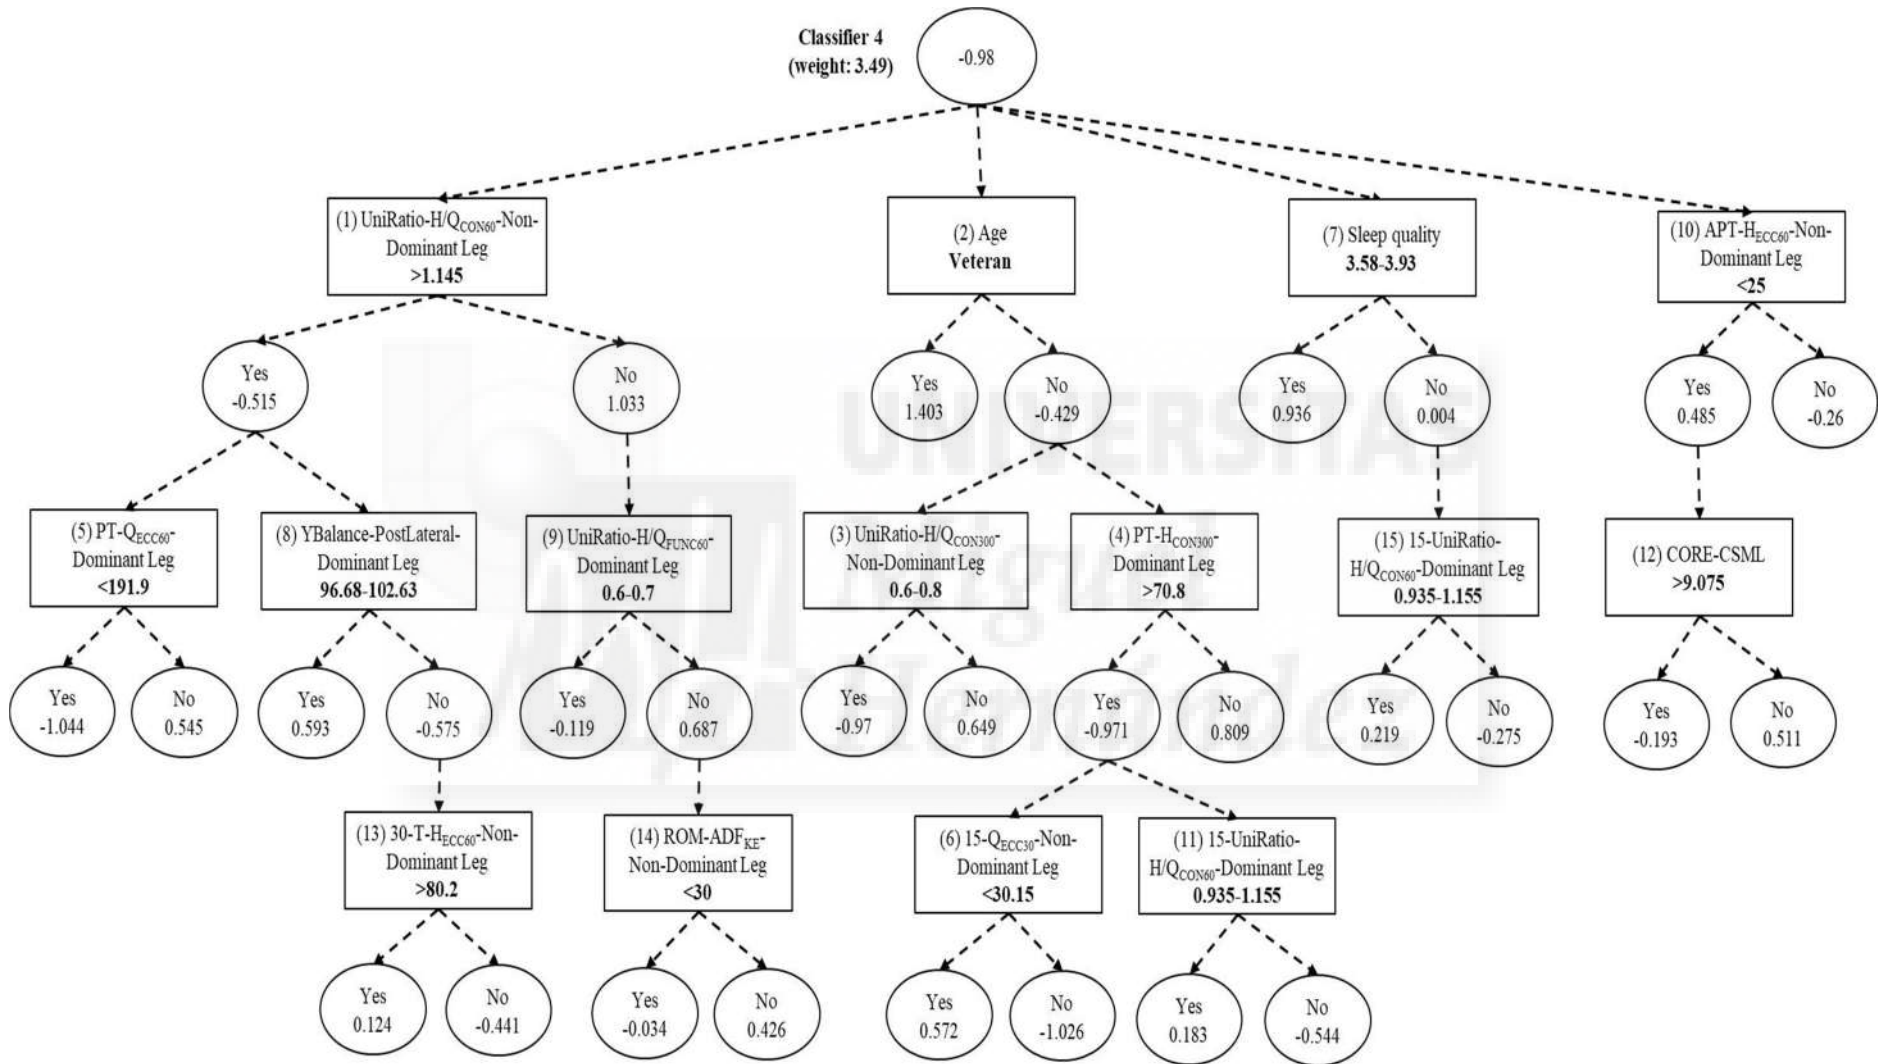 Classifier 4
(weight: 3.49)
-0.98
(1) UniRatio-H/QCON60-Non-
Dominant Leg
>1.145
(2) Age
Veteran
(7) Sleep quality
3.58-3.93
(10) APT-HECC60-Non-
Dominant Leg
<25
Yes
-0.515
No
1.033
Yes
1.403
No
-0.429
Yes
0.936
No
0.004
Yes
0.485
No
-0.26
UNIVERSITAS
Miguel
Hernández
(5) PT-QECC60-
Dominant Leg
<191.9
(8) YBalance-PostLateral-
Dominant Leg
96.68-102.63
(9) UniRatio-H/QFUNC60-
Dominant Leg
0.6-0.7
(3) UniRatio-H/QCON300-
Non-Dominant Leg
0.6-0.8
(4) PT-HCON300-
Dominant Leg
>70.8
(15) 15-UniRatio-
H/QCON60-Dominant Leg
0.935-1.155
(12) CORE-CSML
>9.075
Yes
-1.044
No
0.545
Yes
0.593
No
-0.575
Yes
-0.119
No
0.687
Yes
-0.97
No
0.649
Yes
-0.971
No
0.809
Yes
0.219
No
-0.275
Yes
-0.193
No
0.511
(13) 30-T-HECC60-Non-
Dominant Leg
>80.2
(14) ROM-ADFKE-
Non-Dominant Leg
<30
(6) 15-QECC30-Non-
Dominant Leg
<30.15
(11) 15-UniRatio-
H/QCON60-Dominant Leg
0.935-1.155
Yes
0.124
No
-0.441
Yes
-0.034
No
0.426
Yes
0.572
No
-1.026
Yes
0.183
No
-0.544